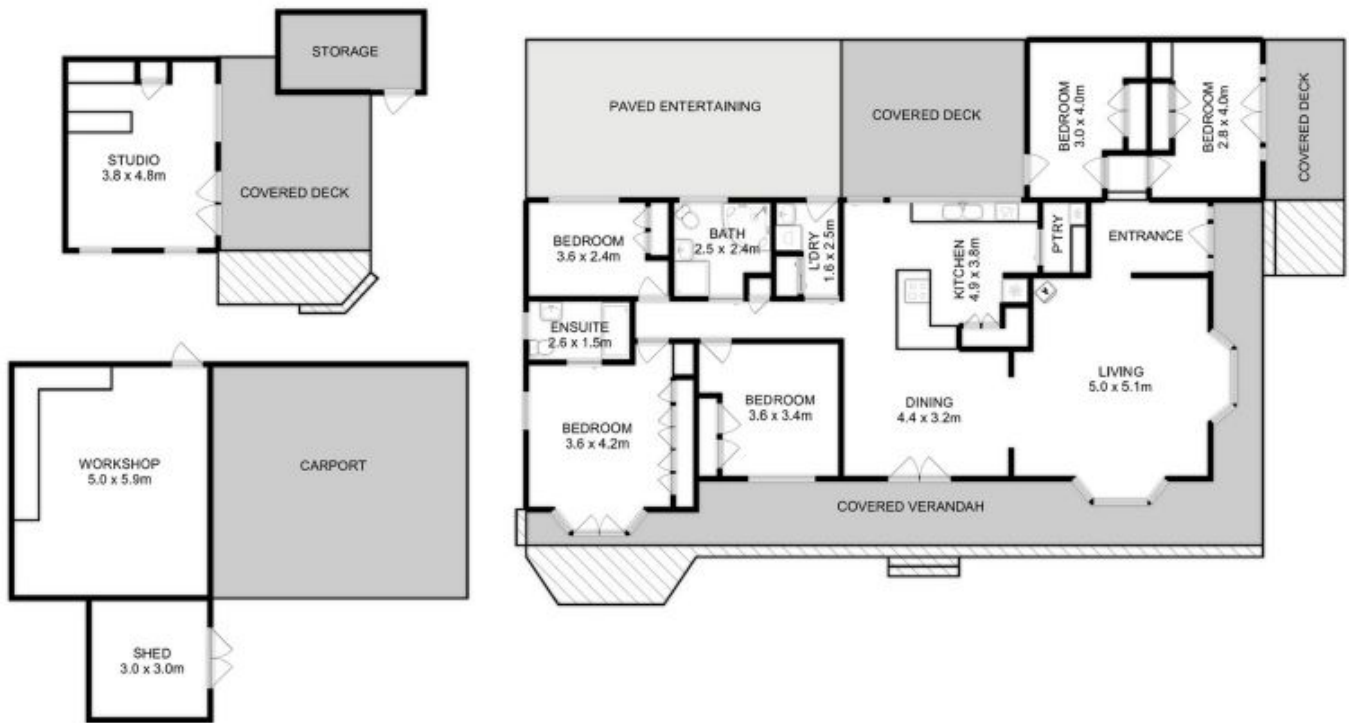 STORAGE
STUDIO
3.8 x 4.8m
COVERED DECK
WORKSHOP
5.0 x 5.9m
CARPORT
SHED
3.0 x 3.0m
PAVED ENTERTAINING
COVERED DECK
BEDROOM
3.0 x 4.0m
BEDROOM
2.8 x 4.0m
COVERED DECK
BEDROOM
3.6 x 2.4m
BATH
2.5 x 2.4m
L'DRY
1.6 x 2.5m
KITCHEN
4.9 x 3.8m
PTRY
ENTRANCE
ENSUITE
2.6 x 1.5m
BEDROOM
3.6 x 4.2m
BEDROOM
3.6 x 3.4m
DINING
4.4 x 3.2m
LIVING
5.0 x 5.1m
COVERED VERANDAH